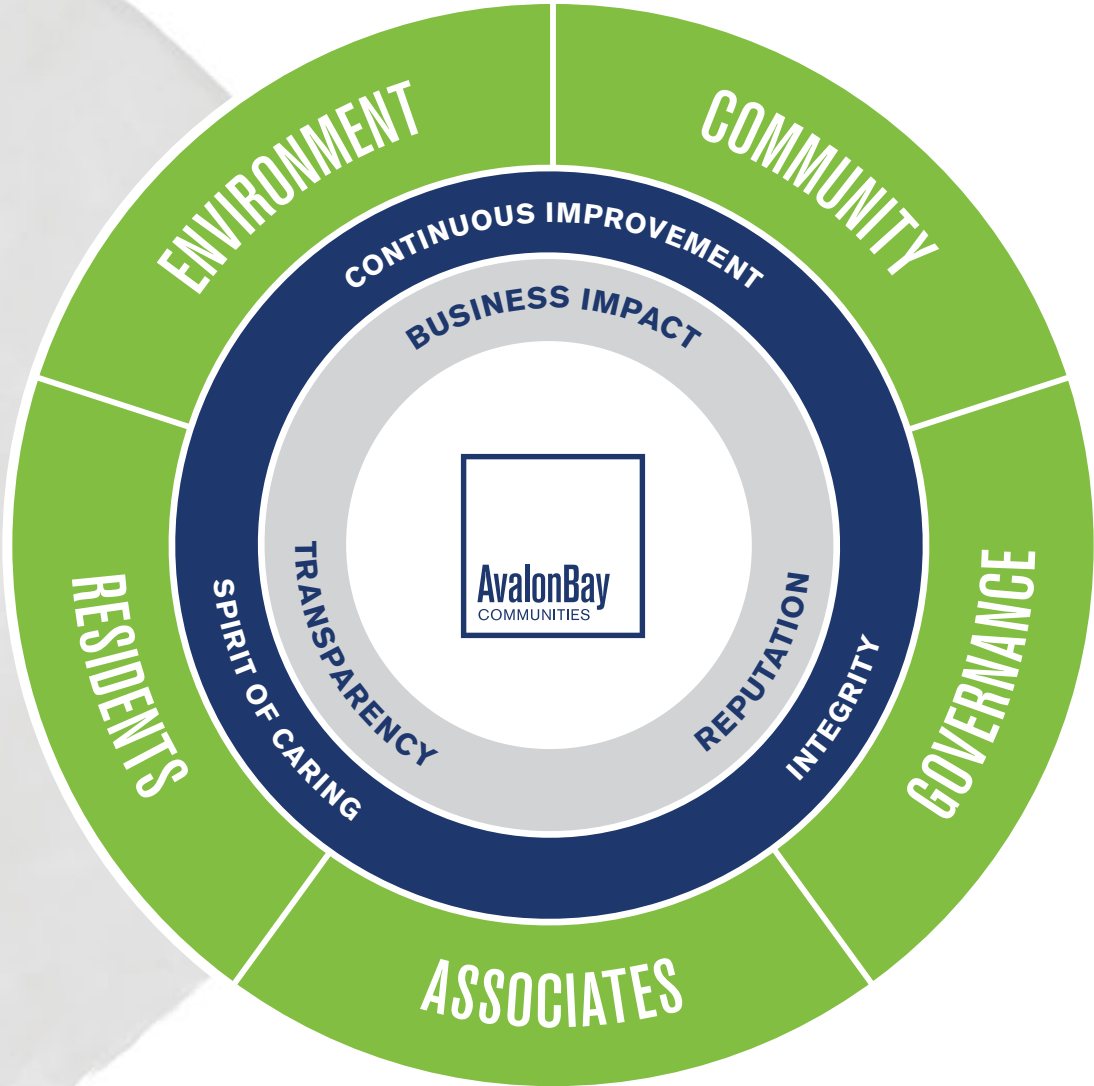 ENVIRONMENT
COMMUNITY
CONTINUOUS IMPROVEMENT
BUSINESS IMPACT
AvalonBay
COMMUNITIES
RESIDENTS
SPIRIT OF CARING
TRANSPARENCY
REPUTATION
INTEGRITY
GOVERNANCE
ASSOCIATES